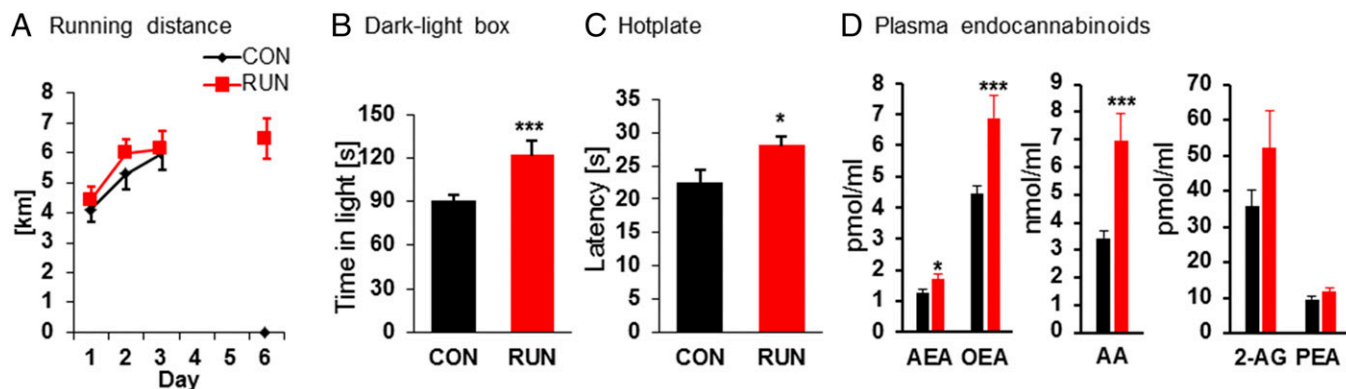 A Running distance
CON
RUN
8
7
6
5
4
3
2
1
0
[km]
1 2 3 4 5 6
Day
B Dark-light box
150
120
90
60
30
0
Time in light [s]
***
CON RUN
C Hotplate
35
30
25
20
15
10
5
0
Latency [s]
*
CON RUN
D Plasma endocannabinoids
8
7
6
5
4
3
2
1
0
pmol/ml
***
*
AEA OEA
9
8
7
6
5
4
3
2
1
0
nmol/ml
***
AA
70
60
50
40
30
20
10
0
pmol/ml
2-AG PEA